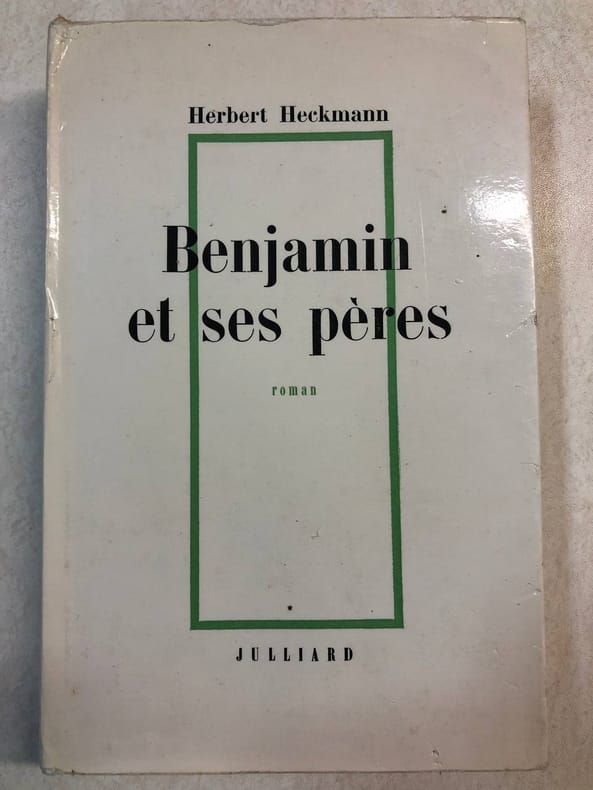 Herbert Heckmann
Benjamin
et ses pères
roman
JULLIARD